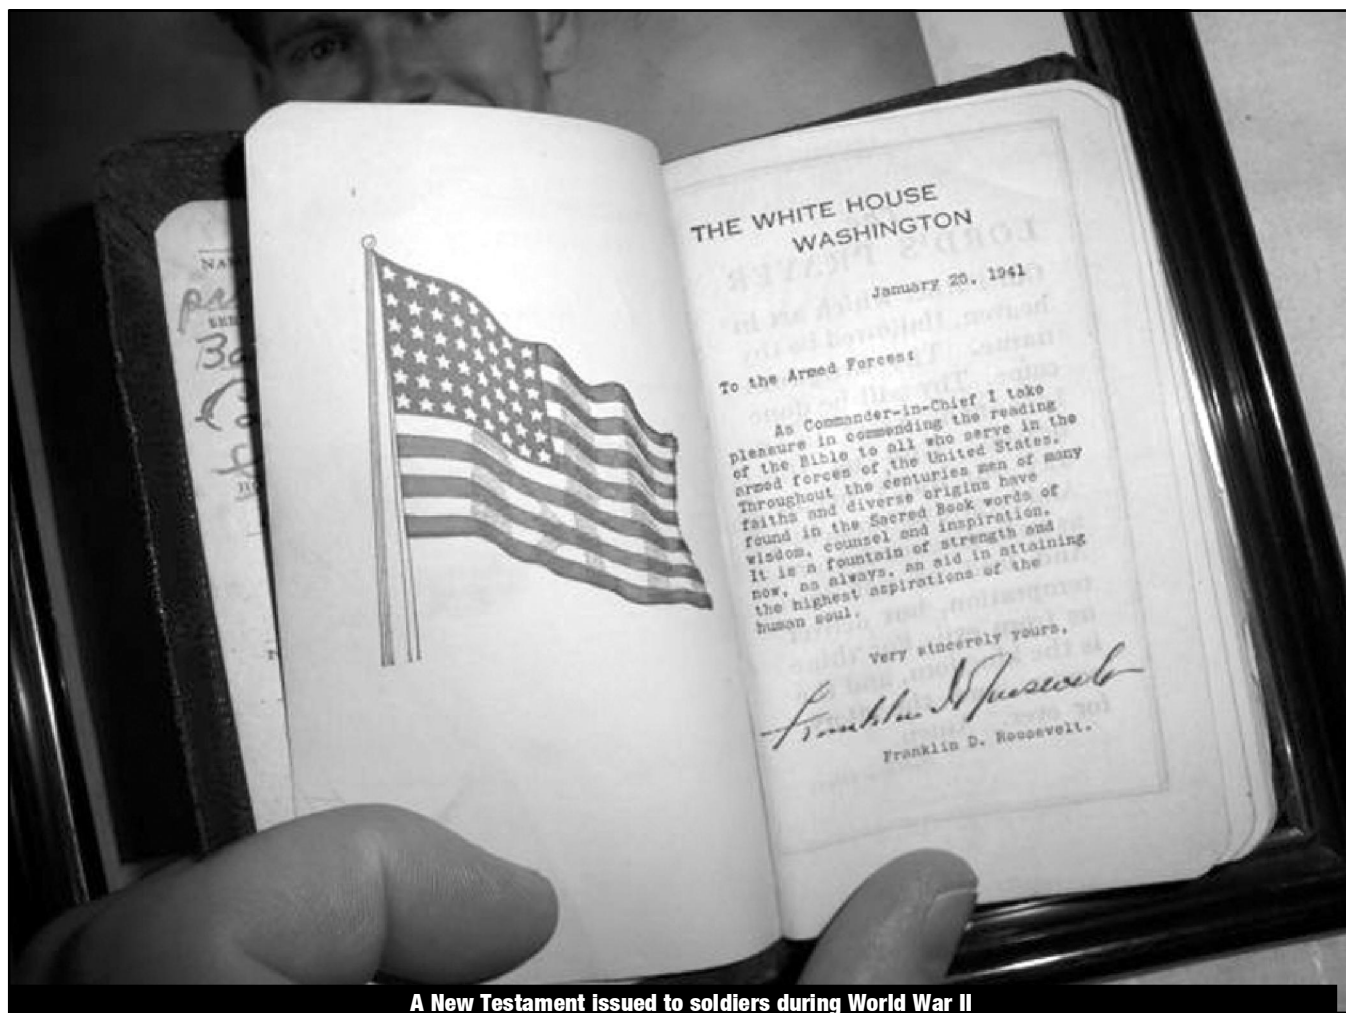 THE WHITE HOUSE
WASHINGTON
January 25, 1941
To the Armed Forces:
As Commander-in-Chief I take
pleasure in commending the reading
of the Bible to all who serve in the
armed forces of the United States.
Throughout the centuries men of many
faiths and diverse origins have
found in the Sacred Book words of
wisdom, counsel and inspiration.
It is a fountain of strength and
now, as always, an aid in attaining
the highest aspirations of the
human soul.
Very sincerely yours,
Franklin D Roosevelt
Franklin D. Roosevelt.
A New Testament issued to soldiers during World War II